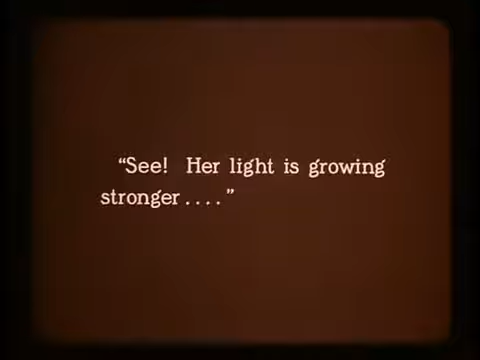 “See! Her light is growing
stronger....”